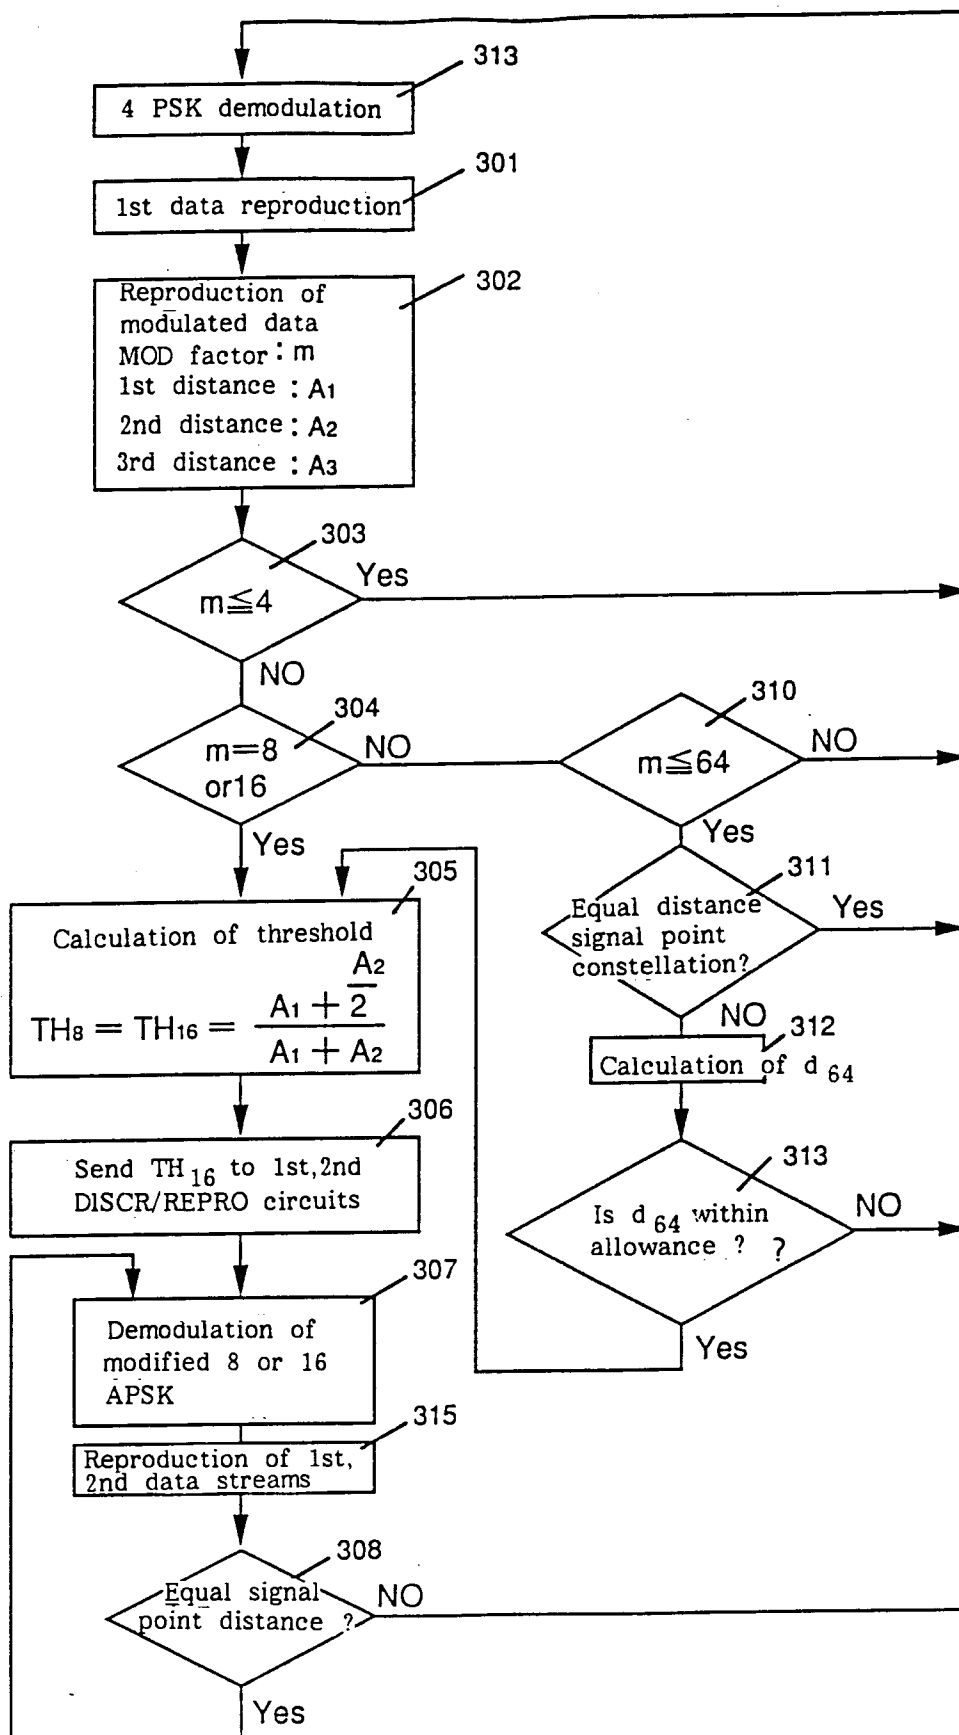 313
4 PSK demodulation
301
1st data reproduction
302
Reproduction of
modulated data
MOD factor : m
1st distance : A1
2nd distance : A2
3rd distance : A3
303
m≦4
Yes
NO
304
m=8
or16
NO
Yes
310
m≦64
NO
Yes
311
Equal distance
signal point
constellation?
Yes
NO
312
Calculation of d 64
313
Is d 64 within
allowance ? ?
NO
Yes
305
Calculation of threshold
TH8 = TH16 = (A1 + A2/2) / (A1 + A2)
306
Send TH16 to 1st,2nd
DISCR/REPRO circuits
307
Demodulation of
modified 8 or 16
APSK
315
Reproduction of 1st,
2nd data streams
308
Equal signal
point distance ?
NO
Yes